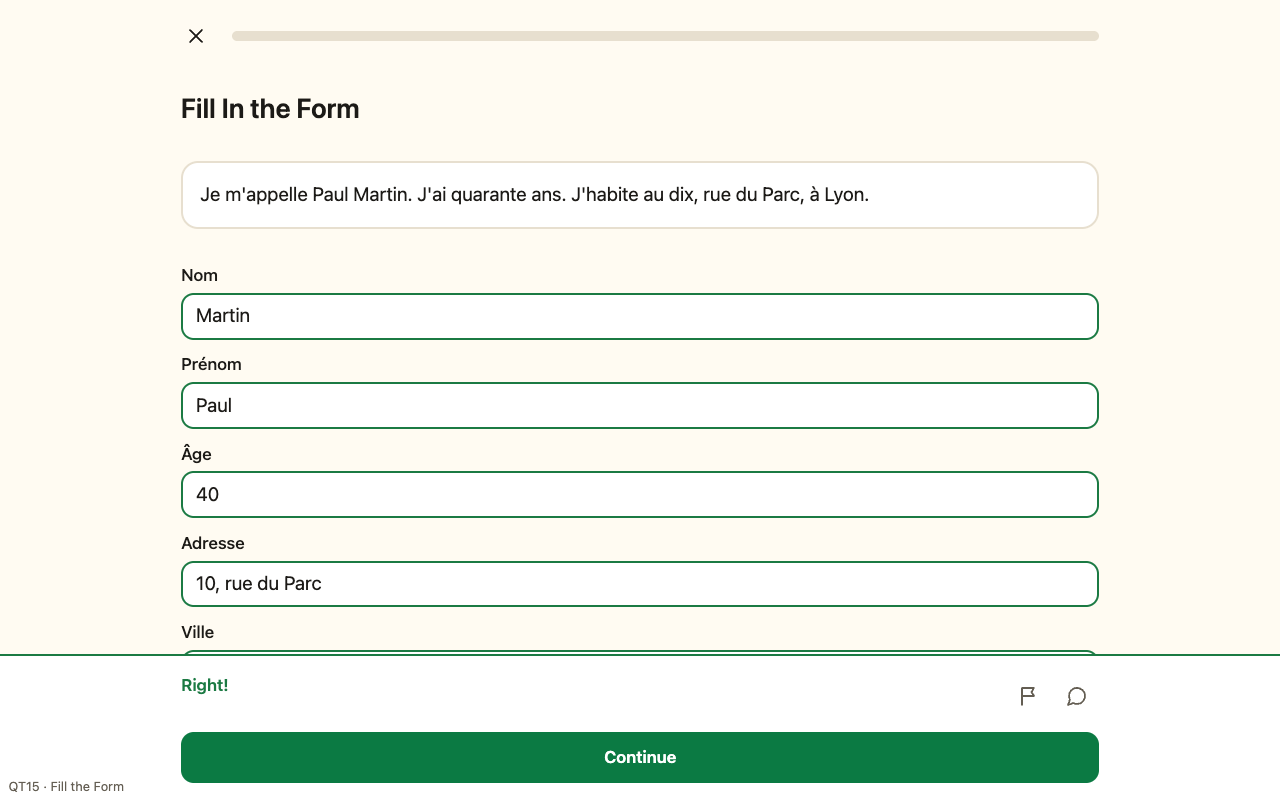 Fill In the Form
Je m'appelle Paul Martin. J'ai quarante ans. J'habite au dix, rue du Parc, à Lyon.
Nom
Martin
Prénom
Paul
Âge
40
Adresse
10, rue du Parc
Ville
Right!
Continue
QT15 · Fill the Form